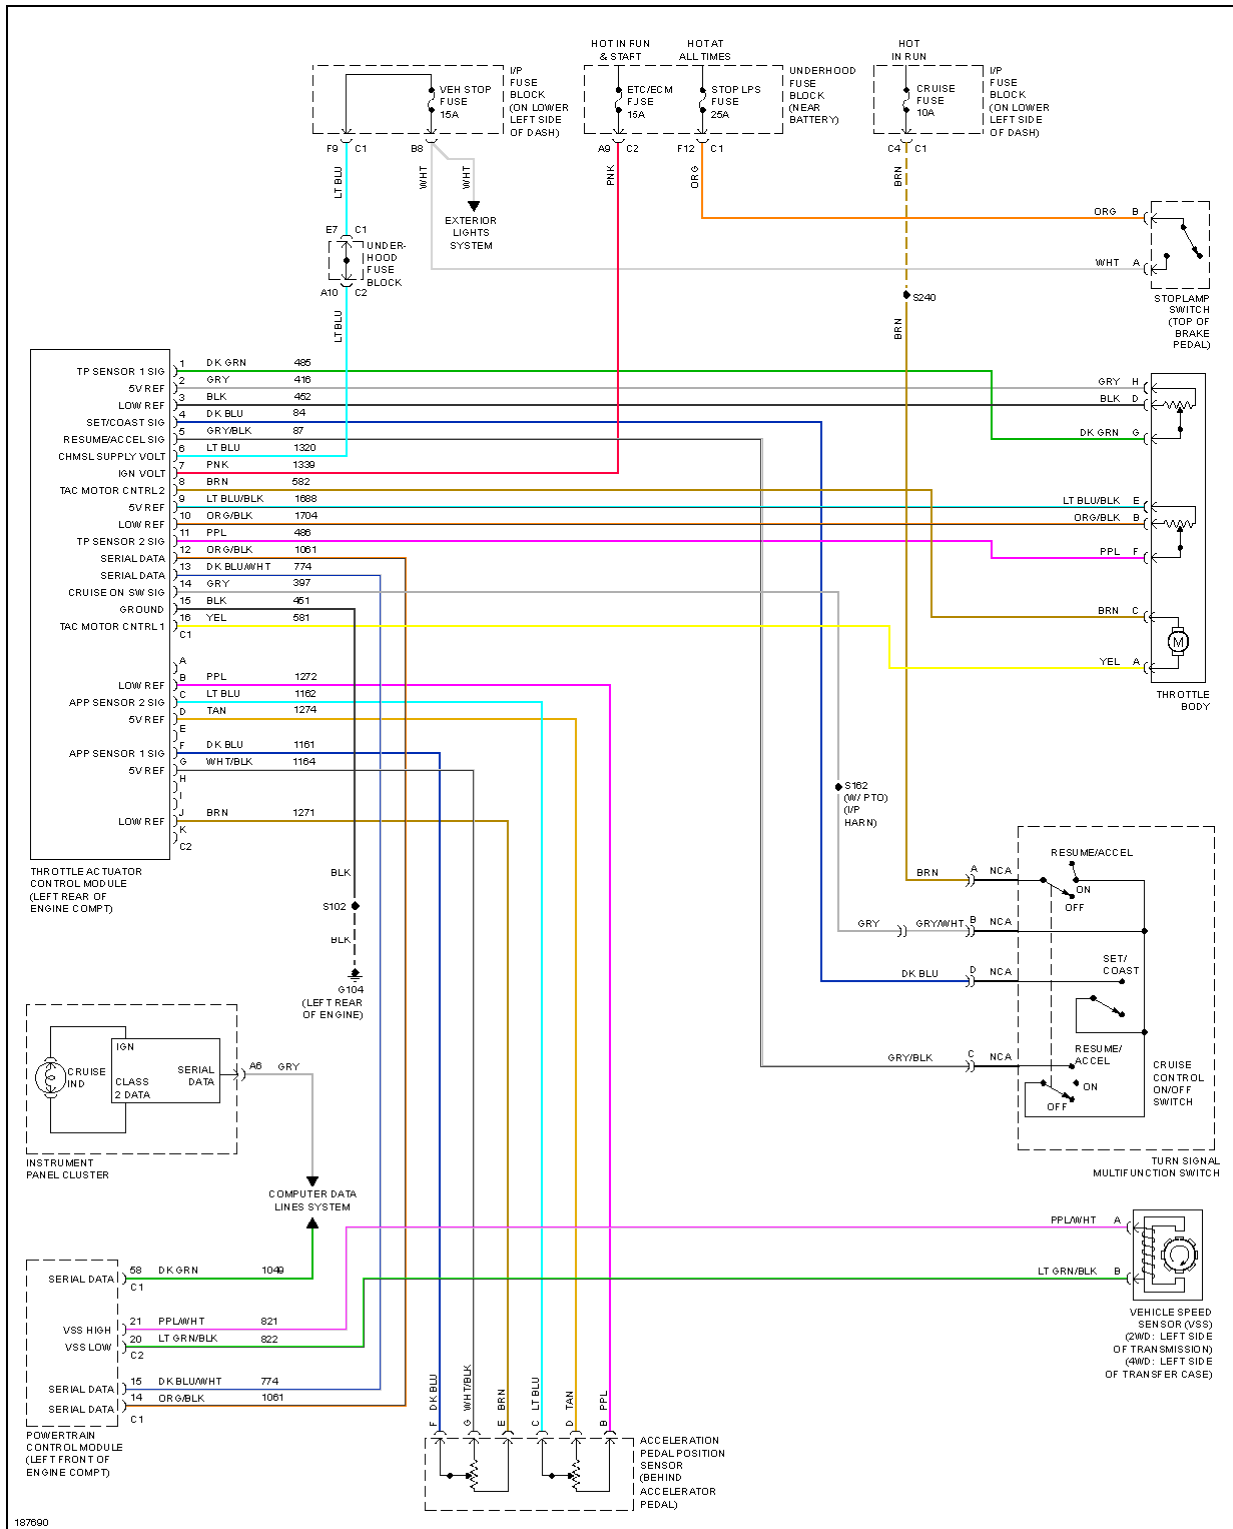 HOT IN FUN
& STAFT
HOT AT
ALL TIMES
HOT
IN RUN
I/P
FUSE
BLOCK
(ON LOWER
LEFT SIDE
OF DASH)
VEH STOP
FUSE
15A
ETC/ECM
FJSE
15A
STOP LPS
FUSE
25A
UNDERHOOD
FUSE
BLOCK
(NEAR
BATTERY)
CRUISE
FUSE
10A
I/P
FUSE
BLOCK
(ON LOWER
LEFT SIDE
OF DASH)
F9 C1
B8
A9 C2
F12 C1
C4 C1
LT BLU
WHT
WHT
PNK
ORG
BRN
EXTERIOR
LIGHTS
SYSTEM
E7 C1
UNDER-
HOOD
FUSE
BLOCK
A10 C2
LT BLU
BRN
S240
ORG B
WHT A
STOPLAMP
SWITCH
(TOP OF
BRAKE
PEDAL)
TP SENSOR 1 SIG 1 DK GRN 485
5V REF 2 GRY 416
LOW REF 3 BLK 452
SET/COAST SIG 4 DK BLU 84
RESUME/ACCEL SIG 5 GRY/BLK 87
CHMSL SUPPLY VOLT 6 LT BLU 1320
IGN VOLT 7 PNK 1339
TAC MOTOR CNTRL 2 8 BRN 582
5V REF 9 LT BLU/BLK 1688
LOW REF 10 ORG/BLK 1704
TP SENSOR 2 SIG 11 PPL 486
SERIAL DATA 12 ORG/BLK 1061
SERIAL DATA 13 DK BLU/WHT 774
CRUISE ON SW SIG 14 GRY 397
GROUND 15 BLK 451
TAC MOTOR CNTRL 1 16 YEL 581
C1
A
LOW REF B PPL 1272
APP SENSOR 2 SIG C LT BLU 1162
5V REF D TAN 1274
E
APP SENSOR 1 SIG F DK BLU 1161
5V REF G WHT/BLK 1164
H
I
LOW REF J BRN 1271
K
C2
THROTTLE ACTUATOR
CONTROL MODULE
(LEFT REAR OF
ENGINE COMPT)
GRY H
BLK D
DK GRN G
LT BLU/BLK E
ORG/BLK B
PPL F
BRN C
M
YEL A
THROTTLE
BODY
S162
(W/ PTO)
(I/P
HARN)
BLK
S102
BLK
G104
(LEFT REAR
OF ENGINE)
RESUME/ACCEL
BRN A NCA
ON
OFF
GRY GRY/WHT B NCA
SET/
COAST
DK BLU D NCA
RESUME/
ACCEL
GRY/BLK C NCA
ON
OFF
CRUISE
CONTROL
ON/OFF
SWITCH
TURN SIGNAL
MULTIFUNCTION SWITCH
IGN
CRUISE
IND
CLASS
2 DATA
SERIAL
DATA
A6 GRY
INSTRUMENT
PANEL CLUSTER
COMPUTER DATA
LINES SYSTEM
SERIAL DATA 58 DK GRN 1049
C1
VSS HIGH 21 PPL/WHT 821
VSS LOW 20 LT GRN/BLK 822
C2
SERIAL DATA 15 DK BLU/WHT 774
SERIAL DATA 14 ORG/BLK 1061
C1
POWERTRAIN
CONTROL MODULE
(LEFT FRONT OF
ENGINE COMPT)
PPL/WHT A
LT GRN/BLK B
VEHICLE SPEED
SENSOR (VSS)
(2WD: LEFT SIDE
OF TRANSMISSION)
(4WD: LEFT SIDE
OF TRANSFER CASE)
F DK BLU
G WHT/BLK
E BRN
C LT BLU
D TAN
B PPL
ACCELERATION
PEDAL POSITION
SENSOR
(BEHIND
ACCELERATOR
PEDAL)
187690